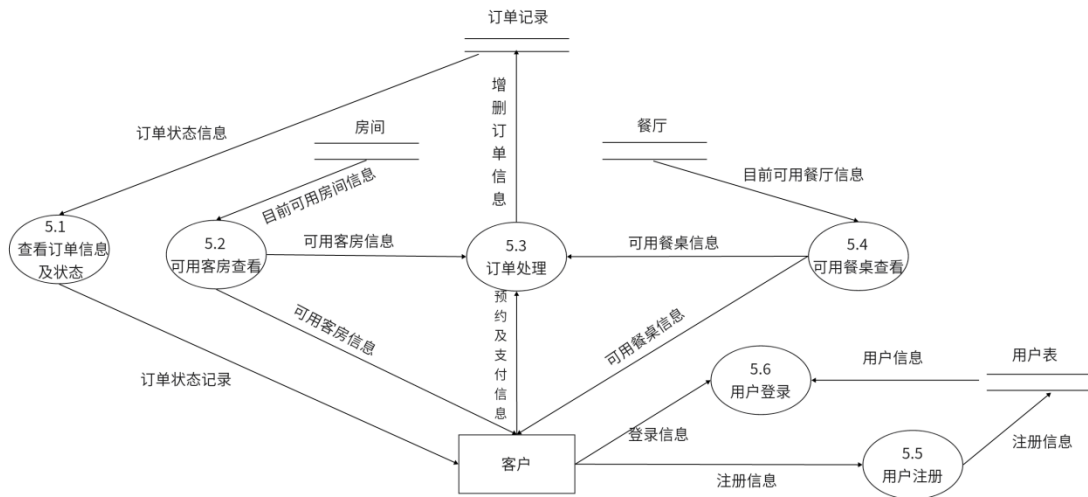 订单记录
增删订单信息
订单状态信息
房间
餐厅
目前可用房间信息
目前可用餐厅信息
5.1
查看订单信息
及状态
5.2
可用客房查看
可用客房信息
5.3
订单处理
可用餐桌信息
5.4
可用餐桌查看
预约及支付信息
可用客房信息
可用餐桌信息
订单状态记录
5.6
用户登录
用户信息
用户表
登录信息
客户
注册信息
5.5
用户注册
注册信息